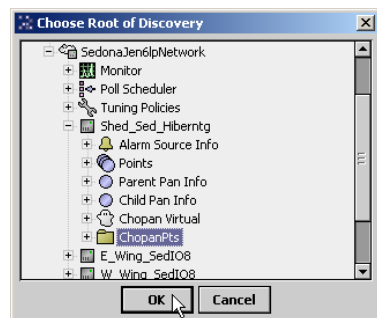 Choose Root of Discovery
SedonaJen6lpNetwork
Monitor
Poll Scheduler
Tuning Policies
Shed_Sed_Hiberntg
Alarm Source Info
Points
Parent Pan Info
Child Pan Info
Chopan Virtual
ChopanPts
E_Wing_SedIO8
W_Wing_SedIO8
OK Cancel